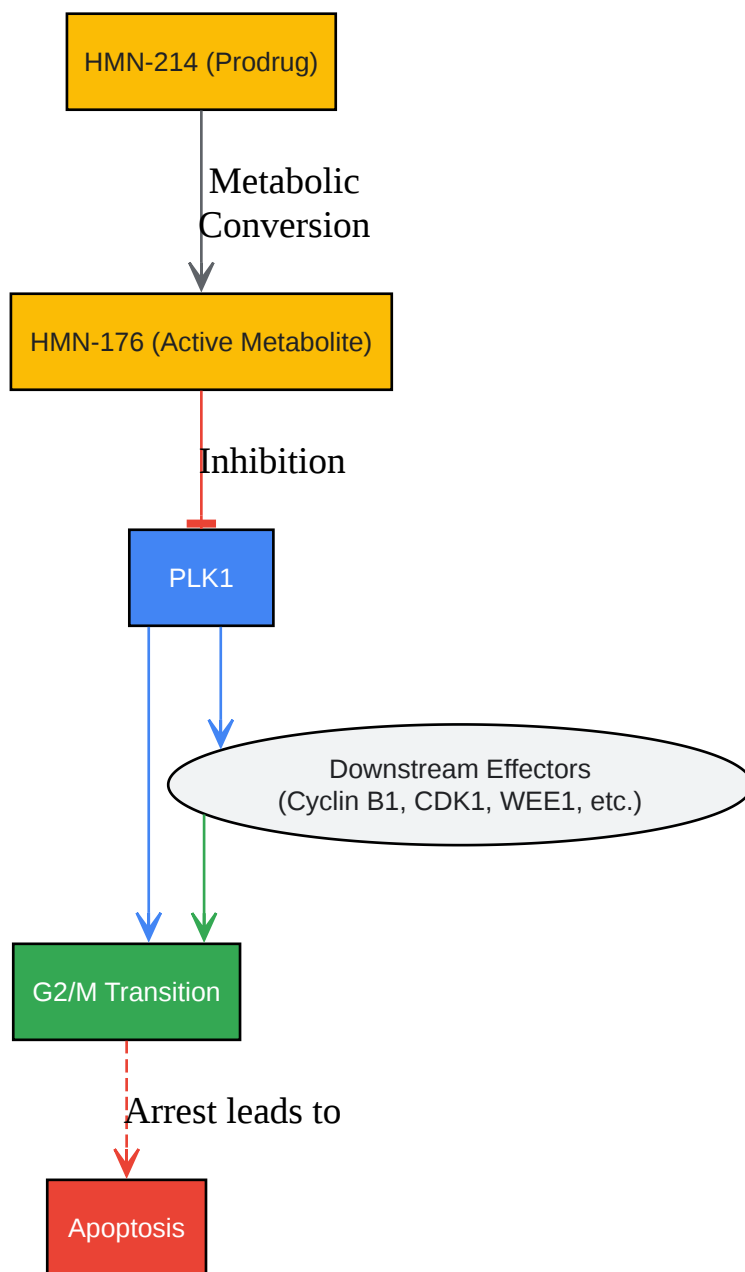 HMN-214 (Prodrug)
Metabolic
Conversion
HMN-176 (Active Metabolite)
Inhibition
PLK1
Downstream Effectors
(Cyclin B1, CDK1, WEE1, etc.)
G2/M Transition
Arrest leads to
Apoptosis